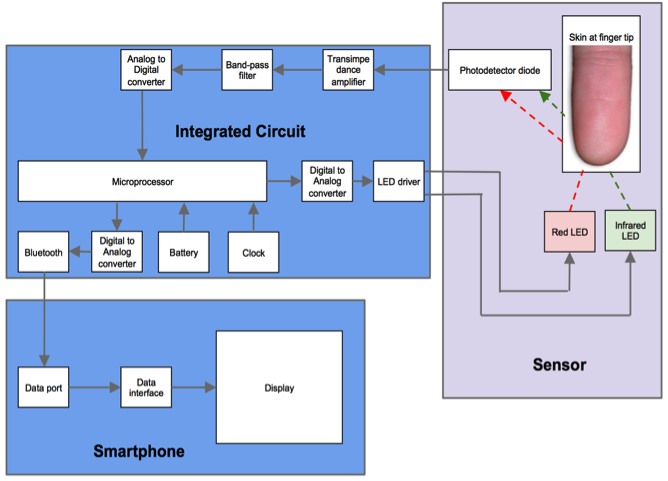 Skin at finger tip
Analog to
Digital
converter
Band-pass
filter
Transimpe
dance
amplifier
Photodetector diode
Integrated Circuit
Microprocessor
Digital to
Analog
converter
LED driver
Bluetooth
Digital to
Analog
converter
Battery
Clock
Red LED
Infrared
LED
Sensor
Data port
Data
interface
Display
Smartphone